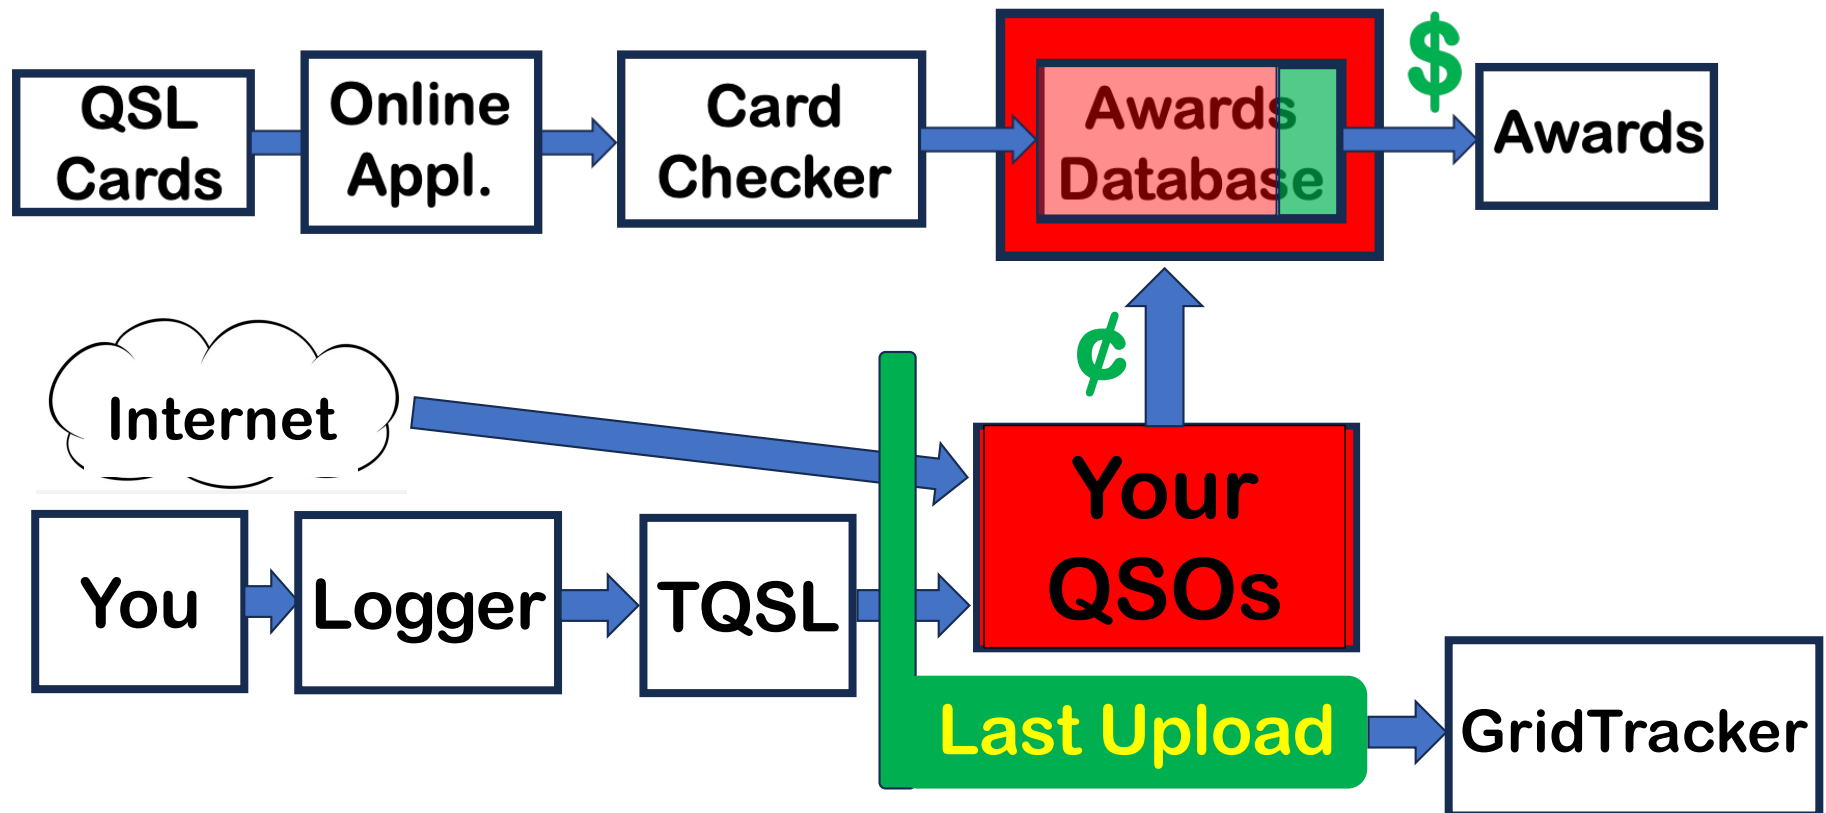 QSL
Cards
Online
Appl.
Card
Checker
Awards
Database
$
Awards
Internet
¢
Your
QSOs
You
Logger
TQSL
Last Upload
GridTracker